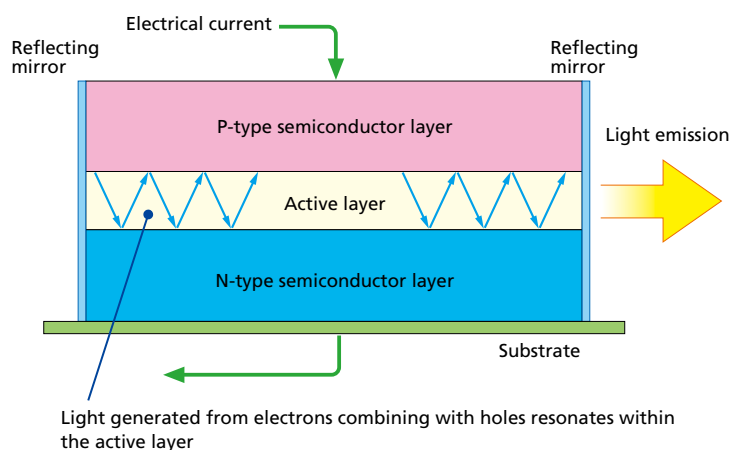 Electrical current
Reflecting
mirror
Reflecting
mirror
P-type semiconductor layer
Light emission
Active layer
N-type semiconductor layer
Substrate
Light generated from electrons combining with holes resonates within
the active layer